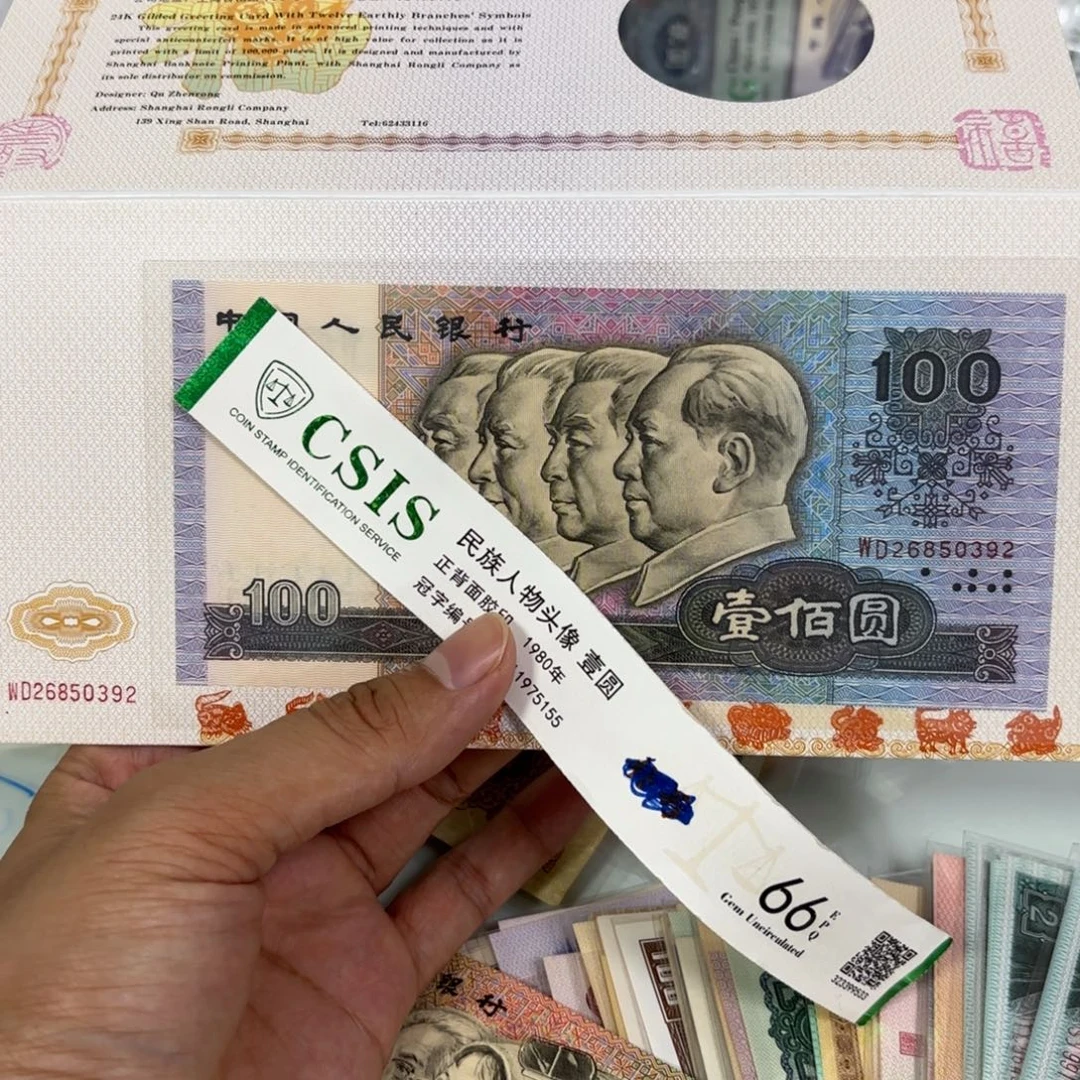 24K Gilded Greeting Card With Twelve Earthly Branches' Symbols
This greeting card is made in advanced printing techniques and with
special anticounterfeit marks. It is of high value for collection as it is
printed with a limit of 100,000 pieces. It is designed and manufactured by
Shanghai Banknote Printing Plant, with Shanghai Rongli Company as
its sole distributor on commission.
Designer: Qu Zhenrong
Address: Shanghai Rongli Company
139 Xing Shan Road, Shanghai Tel:62433116
中国人民银行
100
WD26850392
100
壹佰圆
WD26850392
CSIS
COIN STAMP IDENTIFICATION SERVICE
民族人物头像 壹圆
正背面胶印 1980年
冠字编号 1975155
66 EPQ
Gem Uncirculated
323399533
银行
2